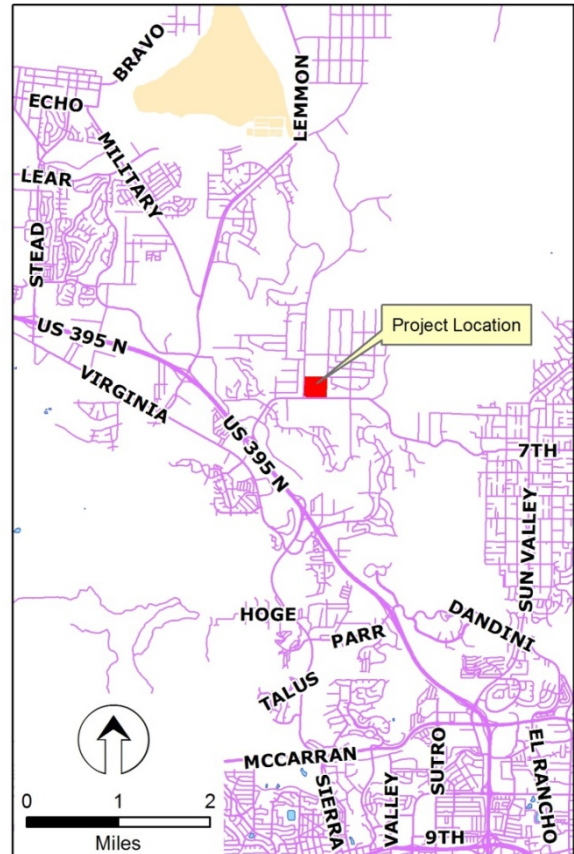 BRAVO
LEMMON
ECHO
MILITARY
LEAR
STEAD
US 395 N
Project Location
VIRGINIA
US 395 N
7TH
SUN VALLEY
HOGE
DANDINI
PARR
TALUS
MCCARRAN
SUTRO
EL RANCHO
SIERRA
VALLEY
9TH
0 1 2
Miles